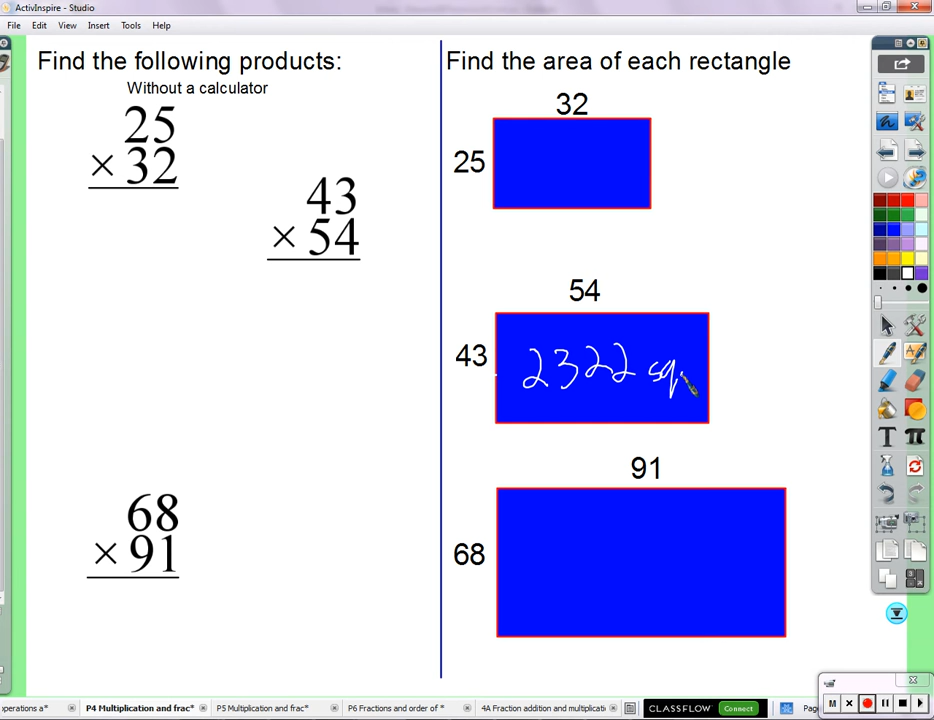 ActivInspire - Studio
File Edit View Insert Tools Help
Find the following products:
Without a calculator
25
× 32
43
× 54
68
× 91
Find the area of each rectangle
32
25
54
43
2322 sq.
91
68
perations a*
P4 Multiplication and frac*
P5 Multiplication and frac*
P6 Fractions and order of *
4A Fraction addition and multiplicati
CLASSFLOW
Connect
Page
M